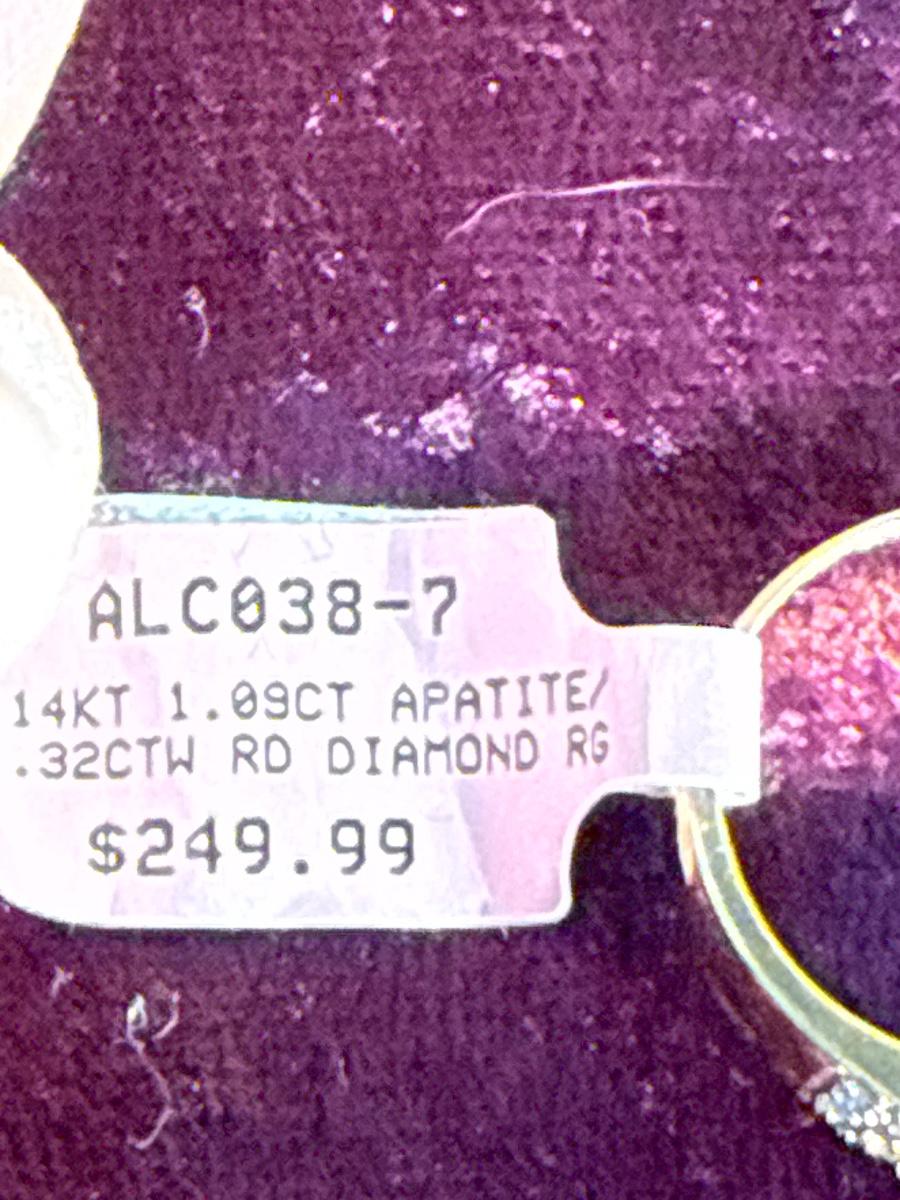 ALC038-7
14KT 1.09CT APATITE/
.32CTW RD DIAMOND RG
$249.99